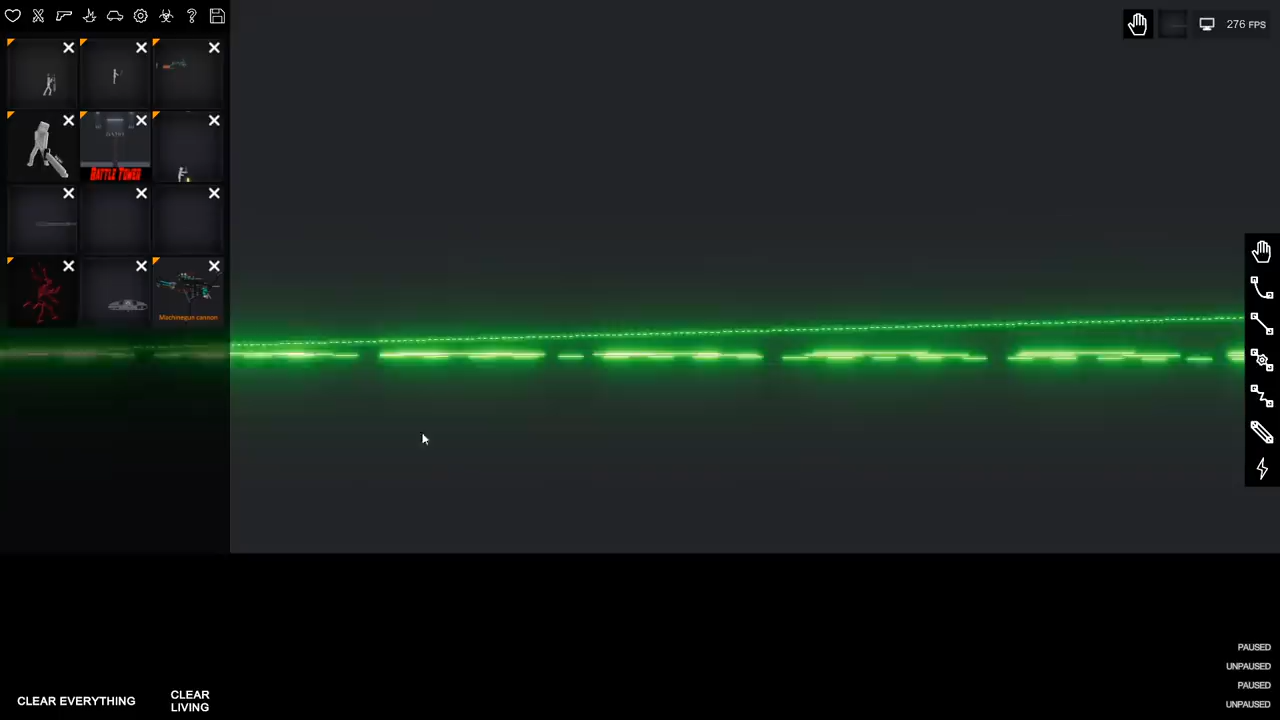 276 FPS
BATTLE TOWER
Machinegun cannon
PAUSED
UNPAUSED
PAUSED
UNPAUSED
CLEAR EVERYTHING
CLEAR
LIVING